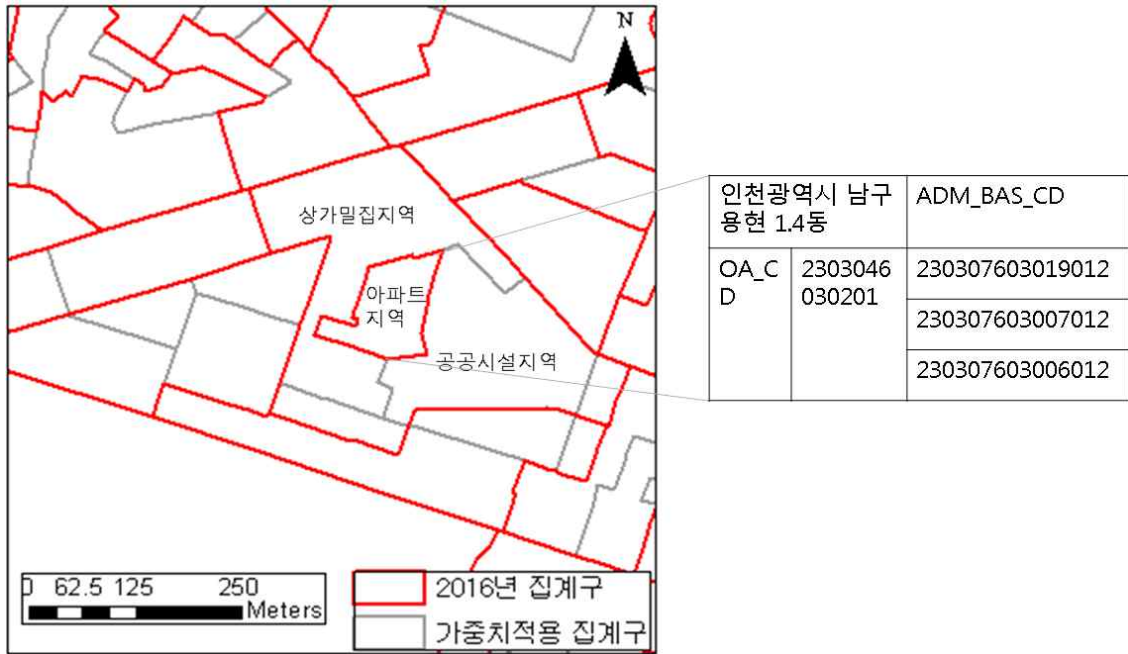 N
상가밀집지역
아파트
지역
공공시설지역
0 62.5 125 250
Meters
2016년 집계구
가중치적용 집계구
인천광역시 남구
용현 1.4동
ADM_BAS_CD
OA_C
D
2303046
030201
230307603019012
230307603007012
230307603006012